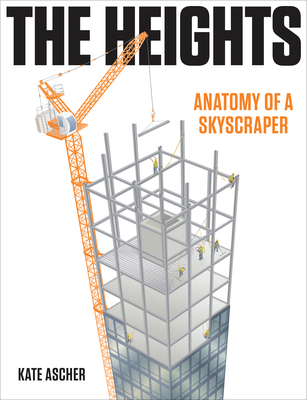 THE HEIGHTS
ANATOMY OF A
SKYSCRAPER
KATE ASCHER